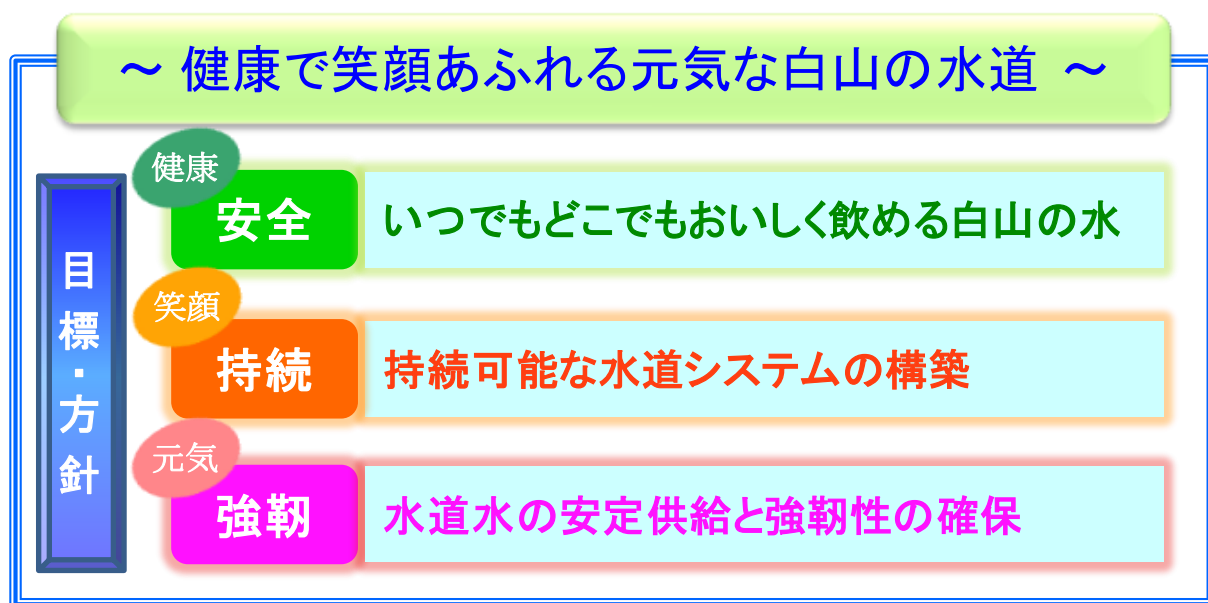 ～ 健康で笑顔あふれる元気な白山の水道 ～
目標・方針
健康
安全
いつでもどこでもおいしく飲める白山の水
笑顔
持続
持続可能な水道システムの構築
元気
強靭
水道水の安定供給と強靭性の確保